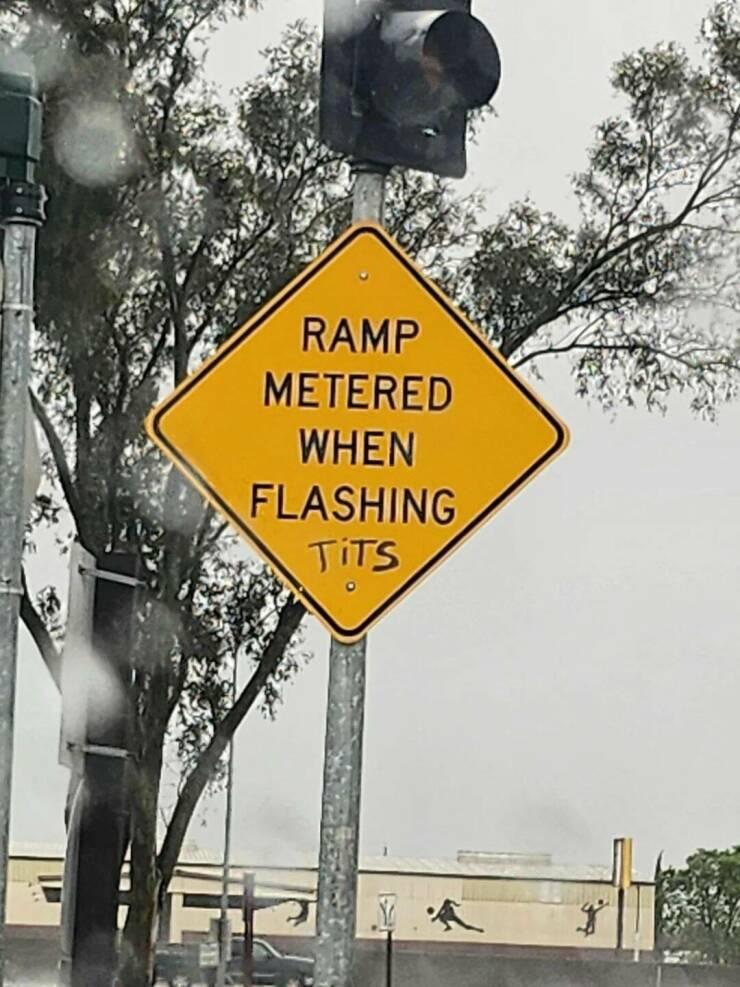 RAMP
METERED
WHEN
FLASHING
TiTS